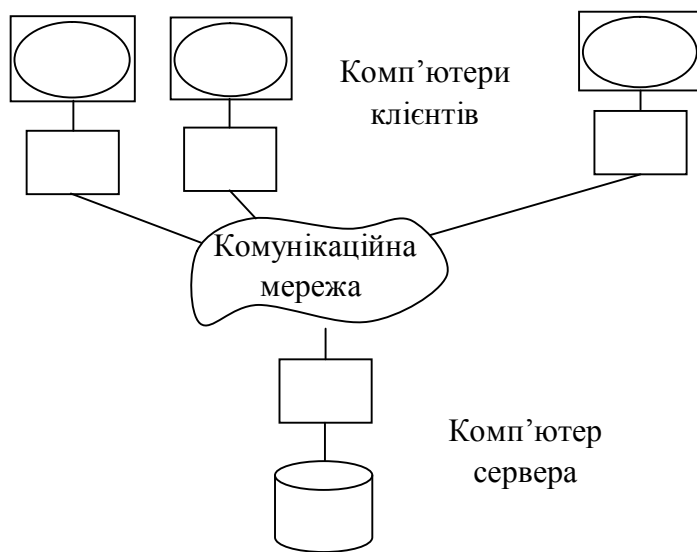 Комп’ютери
клієнтів
Комунікаційна
мережа
Комп’ютер
сервера